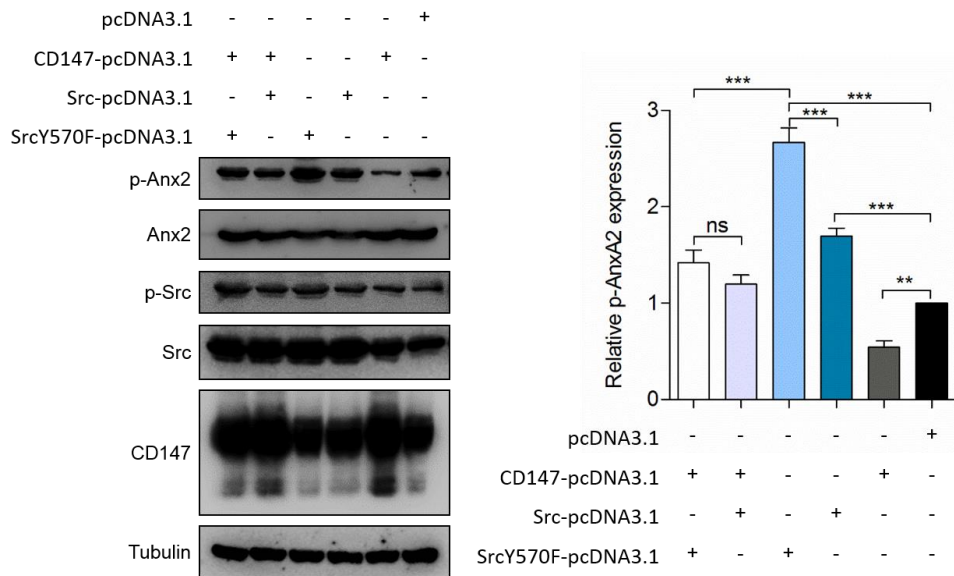 pcDNA3.1 - - - - - +
CD147-pcDNA3.1 + + - - + -
Src-pcDNA3.1 - + - + - -
SrcY570F-pcDNA3.1 + - + - - -
p-Anx2
Anx2
p-Src
Src
CD147
Tubulin
Relative p-AnxA2 expression
3
2
1
0
***
***
***
***
ns
**
pcDNA3.1 - - - - - +
CD147-pcDNA3.1 + + - - + -
Src-pcDNA3.1 - + - + - -
SrcY570F-pcDNA3.1 + - + - - -